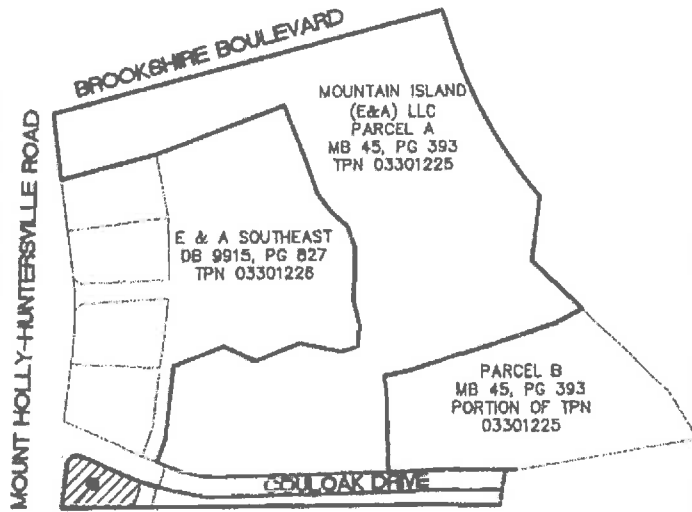 BROOKSHIRE BOULEVARD
MOUNT HOLLY-HUNTERSVILLE ROAD
MOUNTAIN ISLAND
(E&A) LLC
PARCEL A
MB 45, PG 393
TPN 03301225
E & A SOUTHEAST
DB 9915, PG 827
TPN 03301226
PARCEL B
MB 45, PG 393
PORTION OF TPN
03301225
COULOAK DRIVE